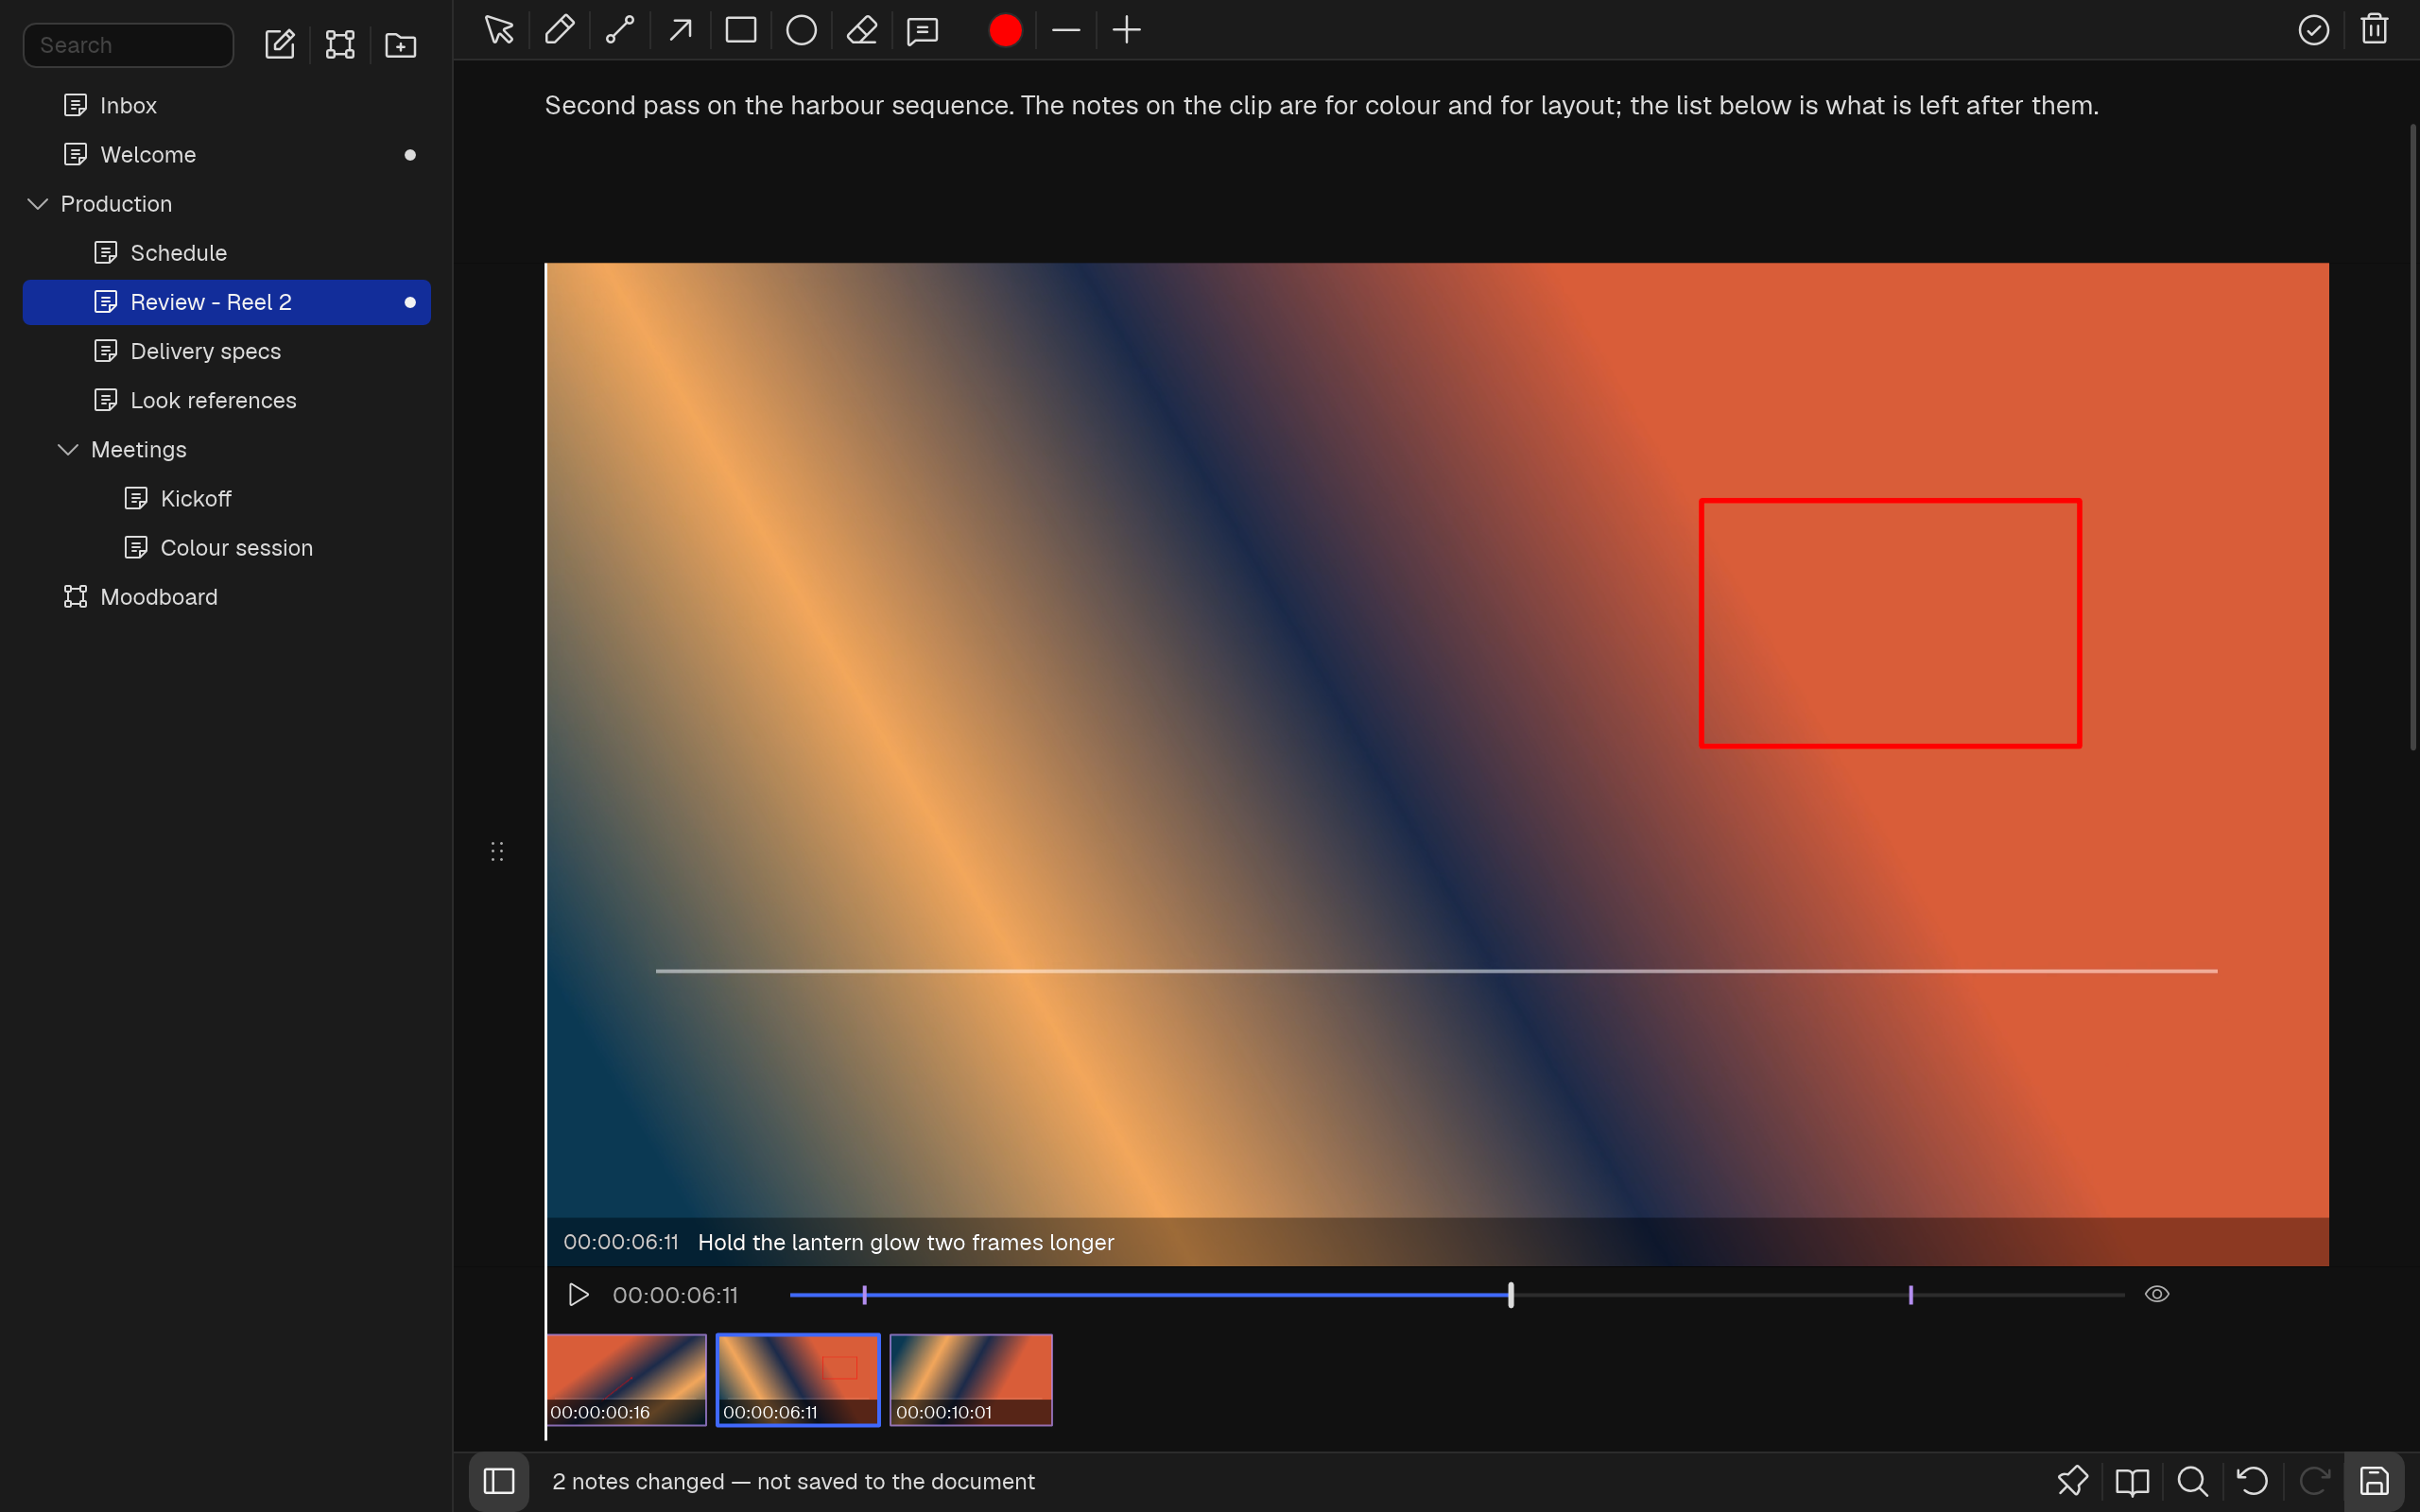 Search
Inbox
Welcome
Production
Schedule
Review - Reel 2
Delivery specs
Look references
Meetings
Kickoff
Colour session
Moodboard
Second pass on the harbour sequence. The notes on the clip are for colour and for layout; the list below is what is left after them.
00:00:06:11 Hold the lantern glow two frames longer
00:00:06:11
00:00:00:16
00:00:06:11
00:00:10:01
2 notes changed — not saved to the document